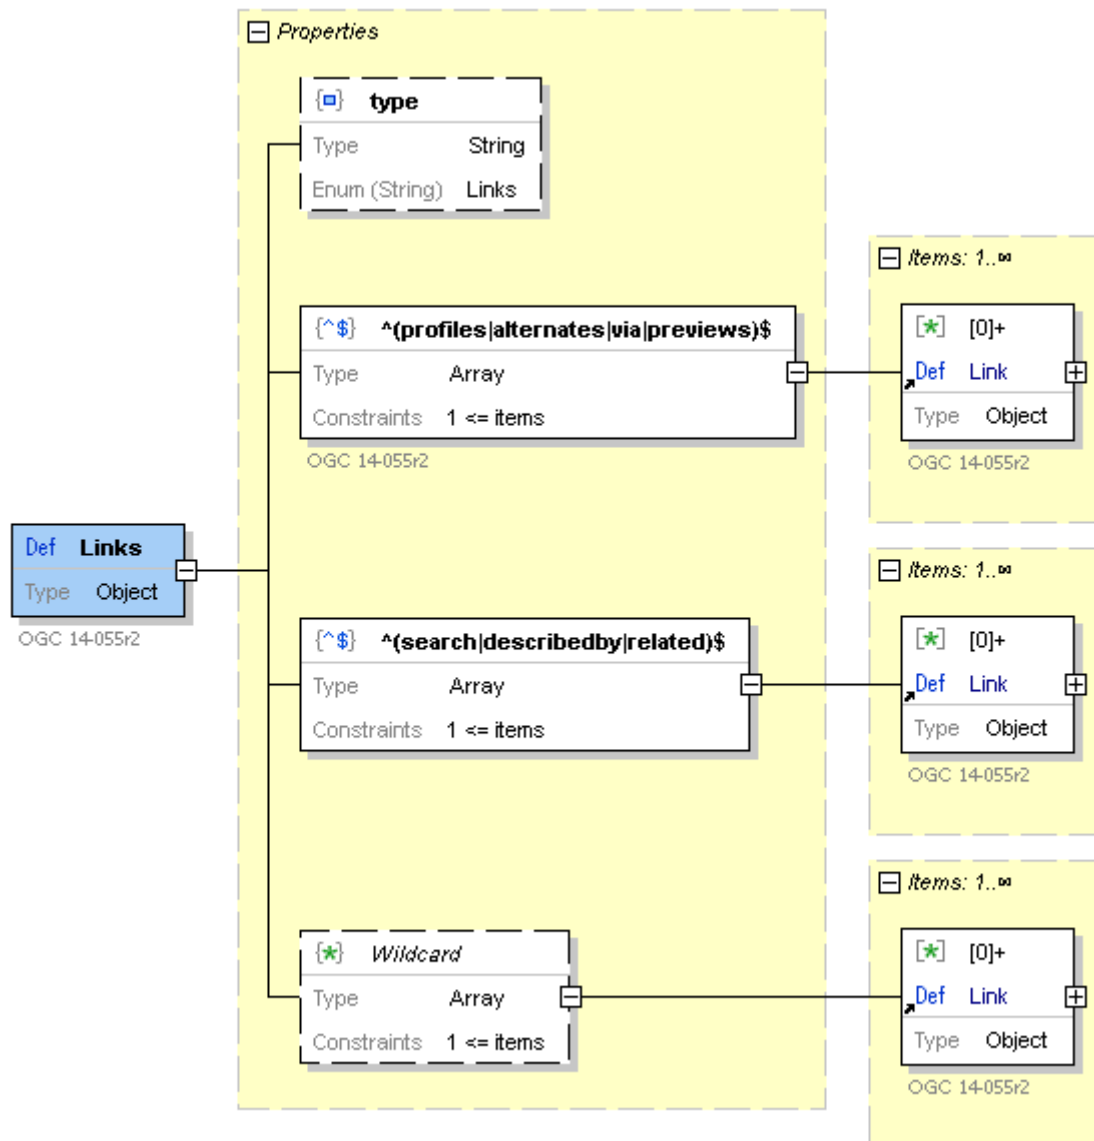 Properties
type
Type String
Enum (String) Links
^(profiles|alternates|via|previews)$
Type Array
Constraints 1 <= items
OGC 14-055r2
Items: 1..∞
[0]+
Def Link
Type Object
OGC 14-055r2
Def Links
Type Object
OGC 14-055r2
^(search|describedby|related)$
Type Array
Constraints 1 <= items
Items: 1..∞
[0]+
Def Link
Type Object
OGC 14-055r2
Wildcard
Type Array
Constraints 1 <= items
Items: 1..∞
[0]+
Def Link
Type Object
OGC 14-055r2